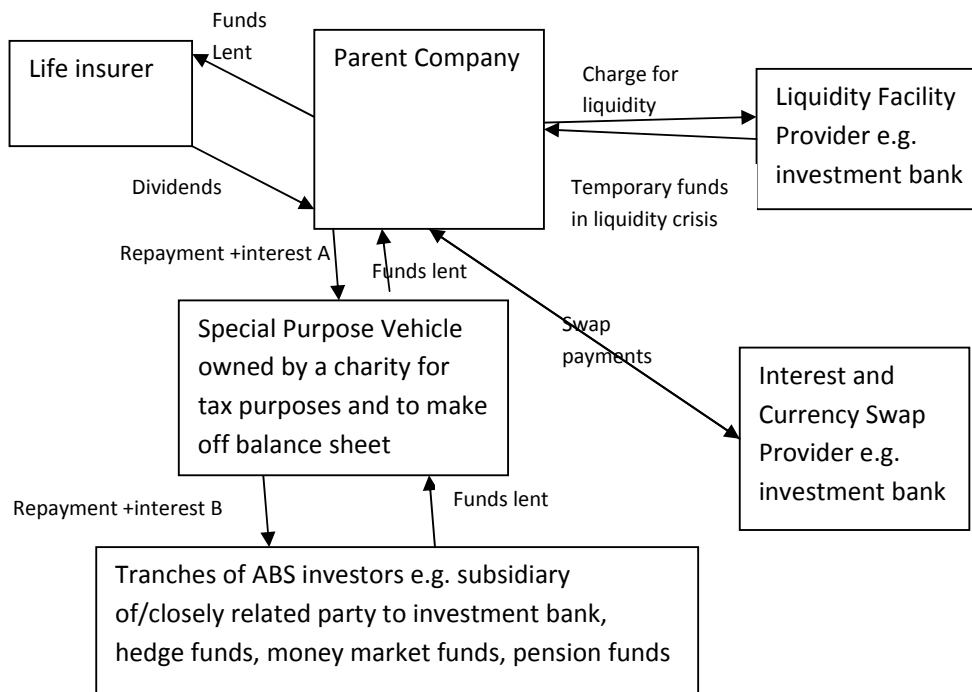 Funds
Lent
Life insurer
Parent Company
Charge for
liquidity
Liquidity Facility
Provider e.g.
investment bank
Dividends
Temporary funds
in liquidity crisis
Repayment +interest A
Funds lent
Special Purpose Vehicle
owned by a charity for
tax purposes and to make
off balance sheet
Swap
payments
Interest and
Currency Swap
Provider e.g.
investment bank
Repayment +interest B
Funds lent
Tranches of ABS investors e.g. subsidiary
of/closely related party to investment bank,
hedge funds, money market funds, pension funds